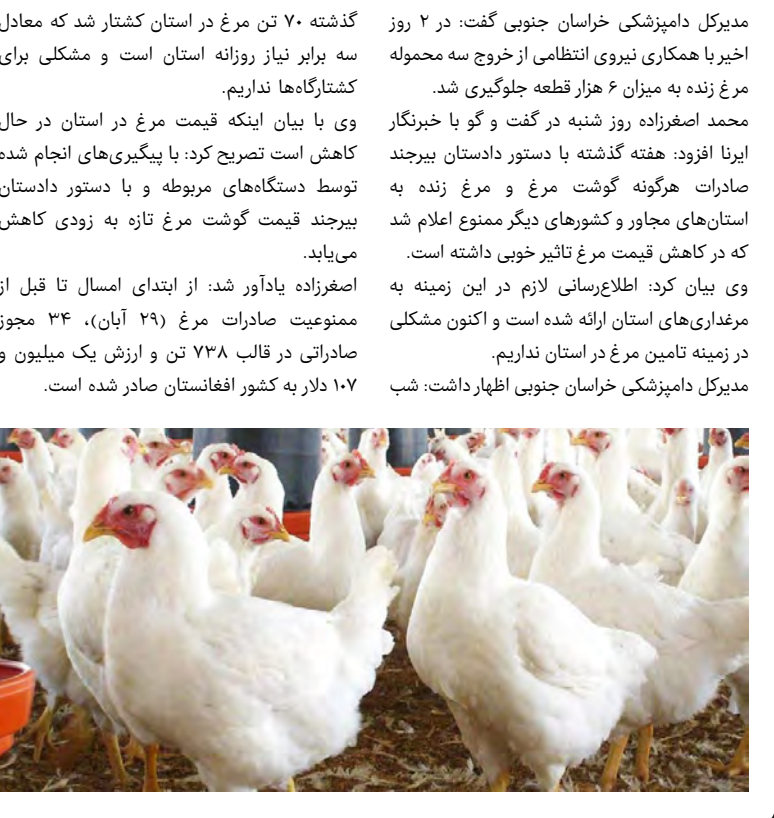 مدیرکل دامپزشکی خراسان جنوبی گفت: در ۲ روز
اخیر با همکاری نیروی انتظامی از خروج سه محموله
مرغ زنده به میزان ۶ هزار قطعه جلوگیری شد.
محمد اصغرزاده روز شنبه در گفت و گو با خبرنگار
ایرنا افزود: هفته گذشته با دستور دادستان بیرجند
صادرات هرگونه گوشت مرغ و مرغ زنده به
استان‌های مجاور و کشورهای دیگر ممنوع اعلام شد
که در کاهش قیمت مرغ تاثیر خوبی داشته است.
وی بیان کرد: اطلاع‌رسانی لازم در این زمینه به
مرغداری‌های استان ارائه شده است و اکنون مشکلی
در زمینه تامین مرغ در استان نداریم.
مدیرکل دامپزشکی خراسان جنوبی اظهار داشت: شب
گذشته ۷۰ تن مرغ در استان کشتار شد که معادل
سه برابر نیاز روزانه استان است و مشکلی برای
کشتارگاه‌ها نداریم.
وی با بیان اینکه قیمت مرغ در استان در حال
کاهش است تصریح کرد: با پیگیری‌های انجام شده
توسط دستگاه‌های مربوطه و با دستور دادستان
بیرجند قیمت گوشت مرغ تازه به زودی کاهش
می‌یابد.
اصغرزاده یادآور شد: از ابتدای امسال تا قبل از
ممنوعیت صادرات مرغ (۲۹ آبان)، ۳۴ مجوز
صادراتی در قالب ۷۳۸ تن و ارزش یک میلیون و
۱۰۷ دلار به کشور افغانستان صادر شده است.